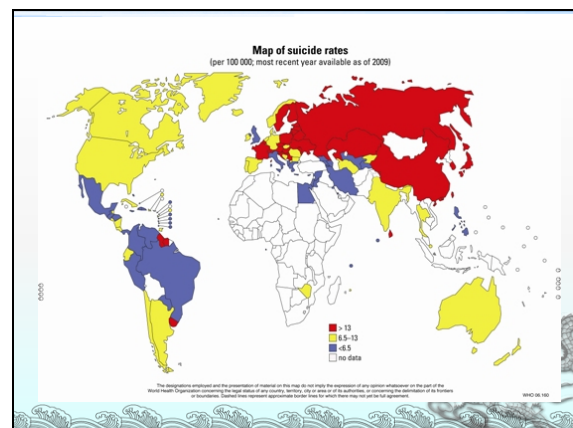 Map of suicide rates
(per 100 000; most recent year available as of 2009)
> 13
6.5–13
<6.5
no data
The designations employed and the presentation of material on this map do not imply the expression of any opinion whatsoever on the part of the
World Health Organization concerning the legal status of any country, territory, city or area or of its authorities, or concerning the delimitation of its frontiers
or boundaries. Dashed lines represent approximate border lines for which there may not yet be full agreement.